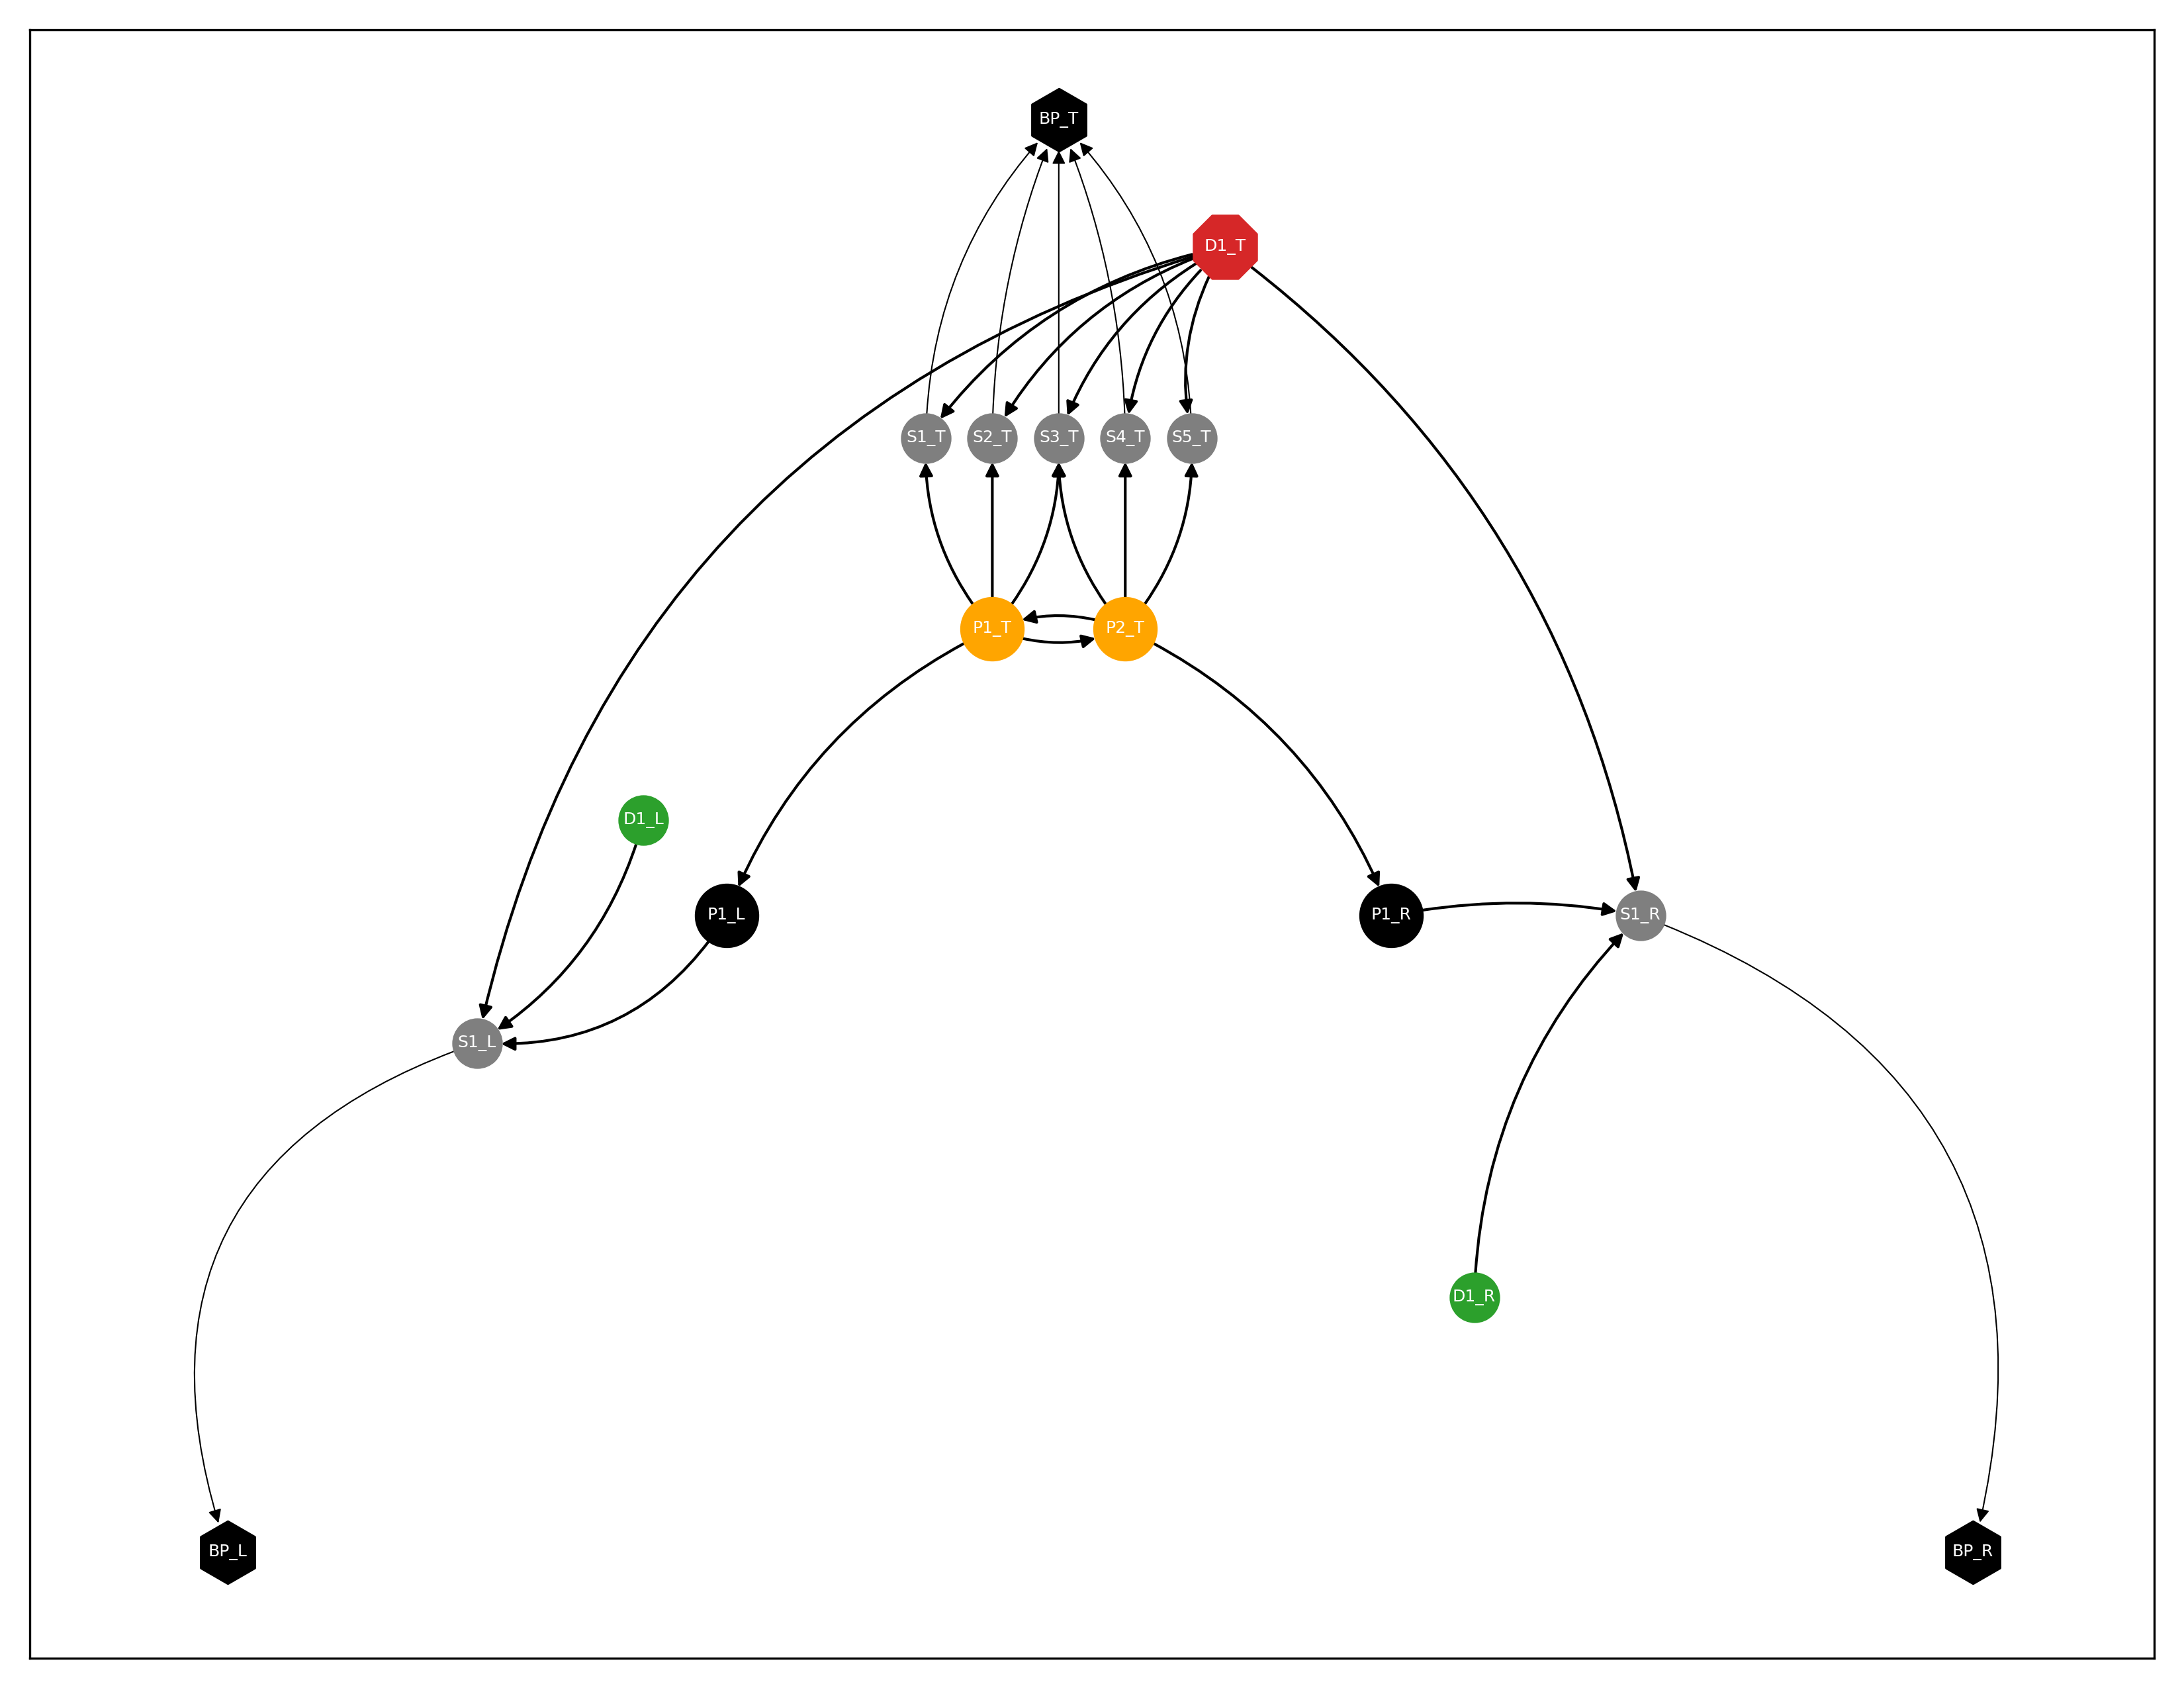 BP_T
D1_T
S1_T S2_T S3_T S4_T S5_T
P1_T P2_T
D1_L
P1_L P1_R S1_R
S1_L
D1_R
BP_L BP_R